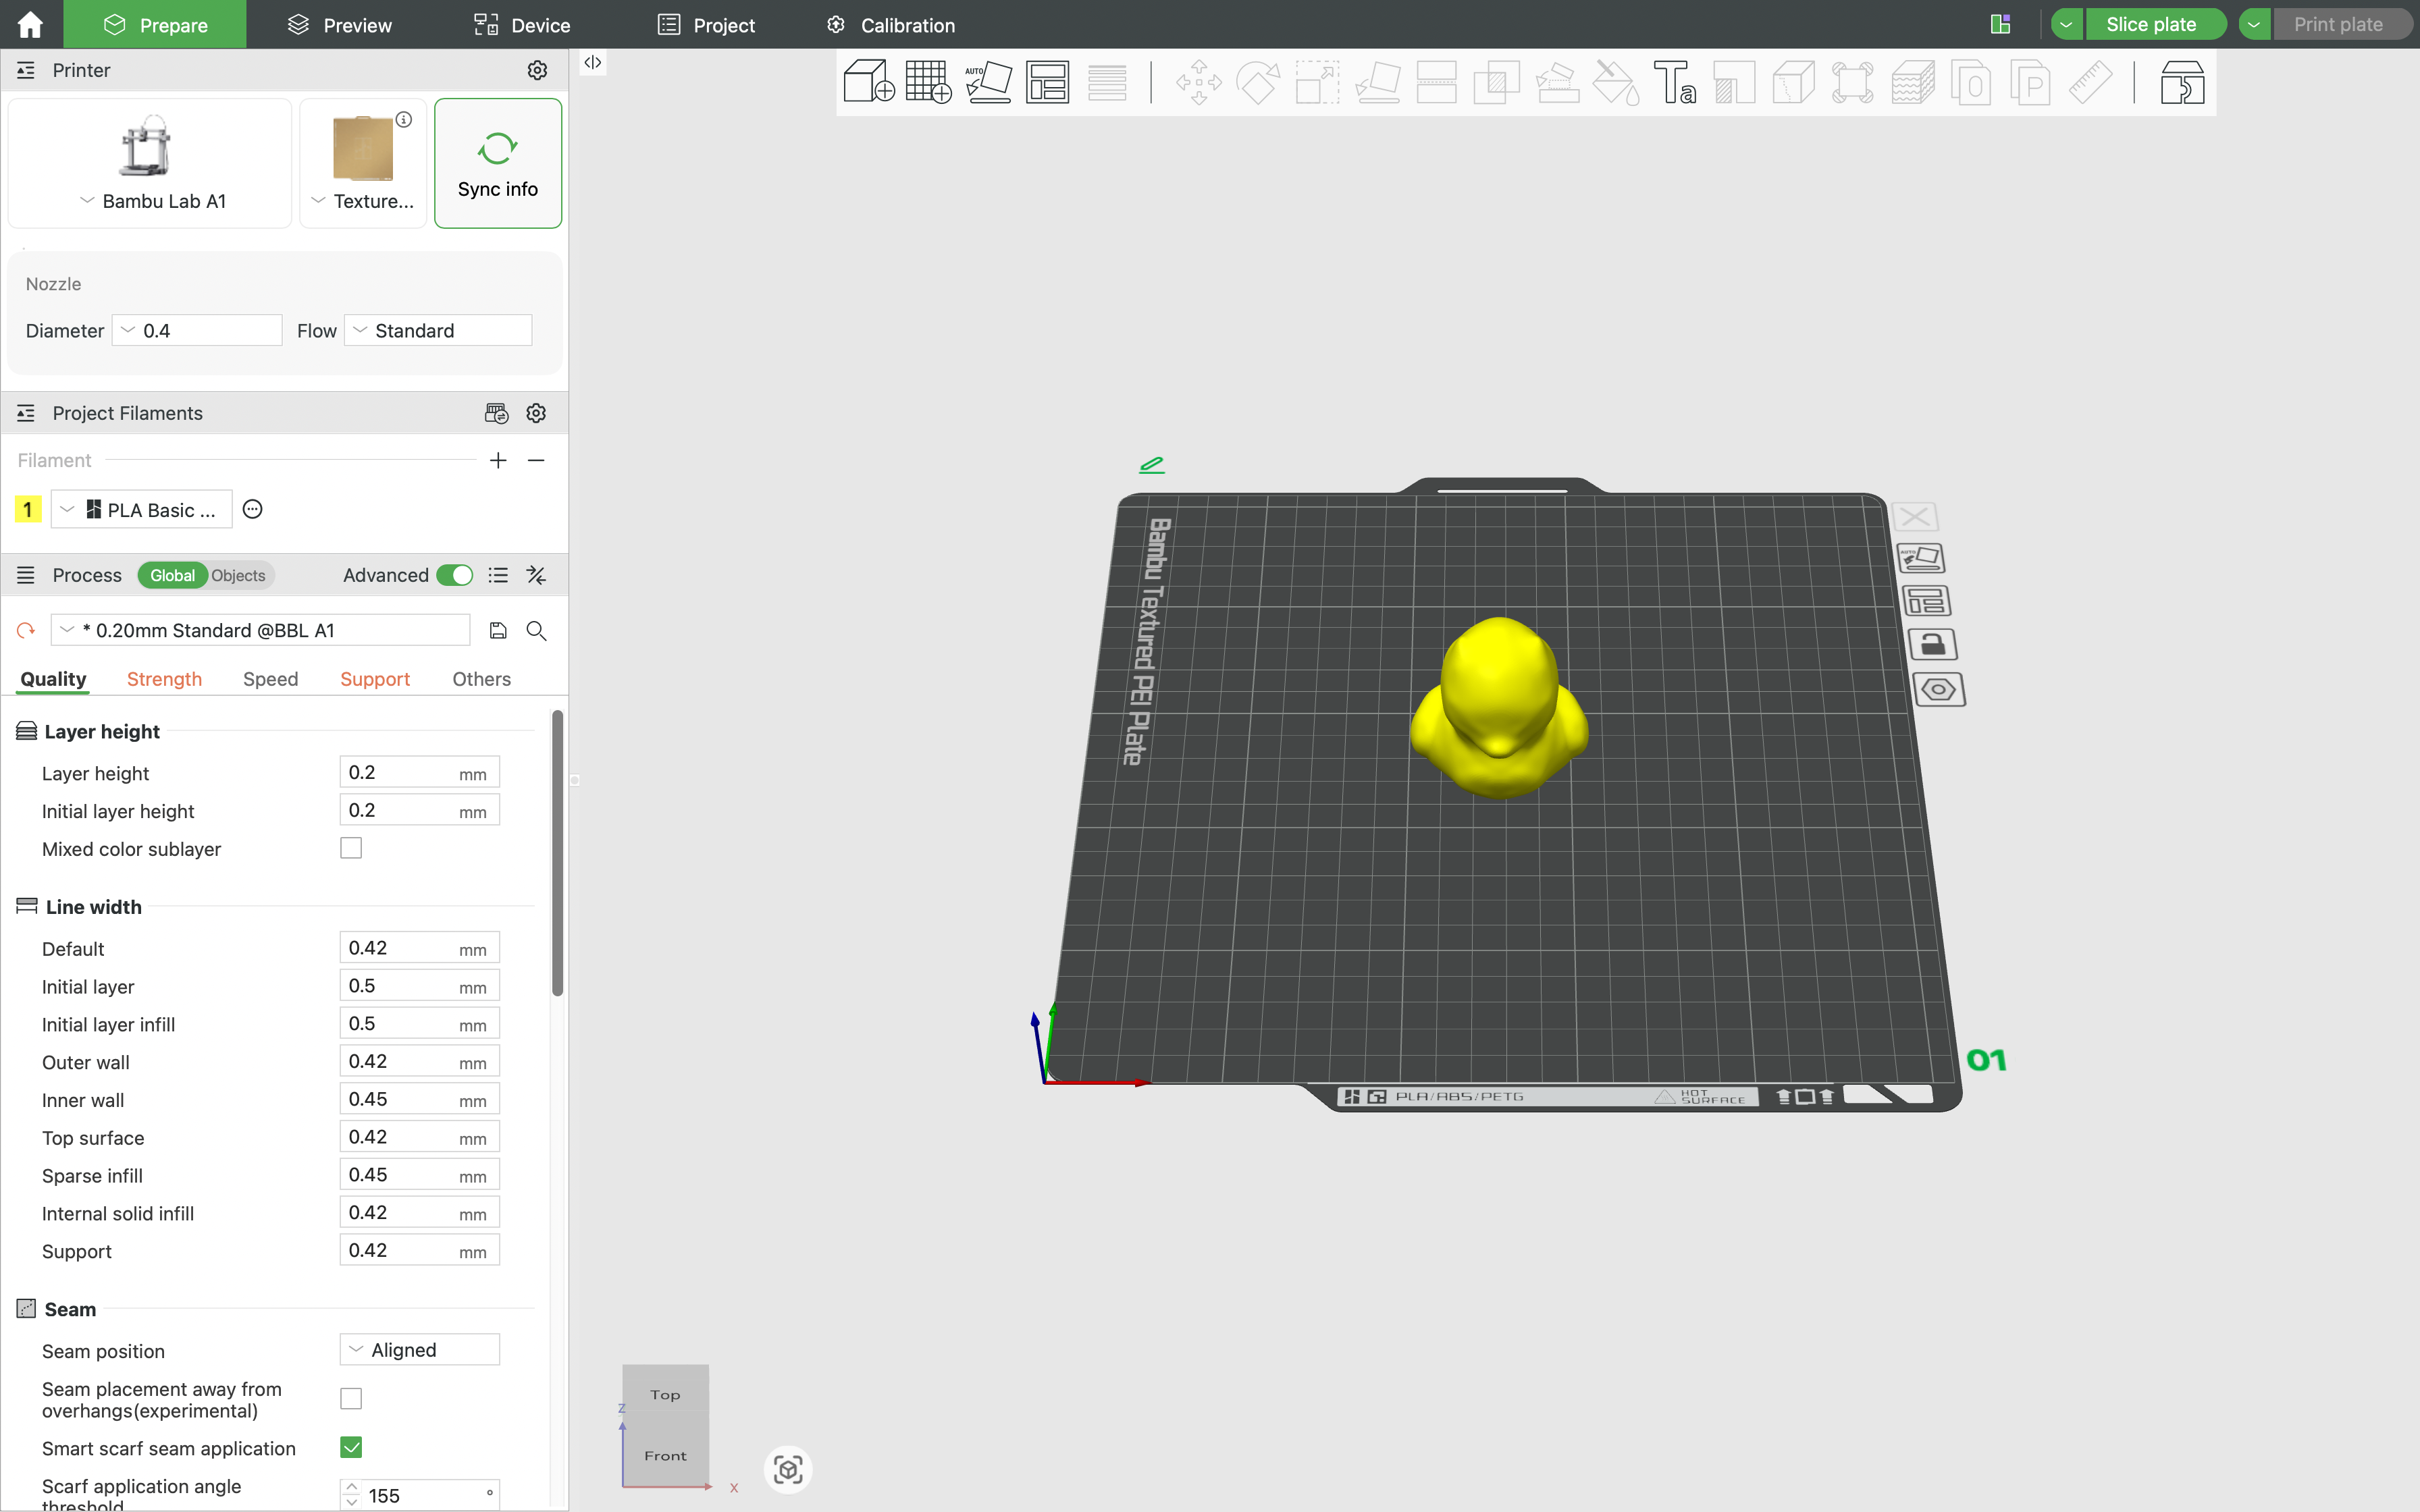 Prepare Preview Device Project Calibration Slice plate Print plate
Printer
Bambu Lab A1 Texture... Sync info
Nozzle
Diameter 0.4 Flow Standard
Project Filaments
Filament
1 PLA Basic ...
Process Global Objects Advanced
* 0.20mm Standard @BBL A1
Quality Strength Speed Support Others
Layer height
Layer height 0.2 mm
Initial layer height 0.2 mm
Mixed color sublayer
Line width
Default 0.42 mm
Initial layer 0.5 mm
Initial layer infill 0.5 mm
Outer wall 0.42 mm
Inner wall 0.45 mm
Top surface 0.42 mm
Sparse infill 0.45 mm
Internal solid infill 0.42 mm
Support 0.42 mm
Seam
Seam position Aligned
Seam placement away from
overhangs(experimental)
Smart scarf seam application
Scarf application angle
threshold 155 °
AUTO
Ta
Bambu Textured PEI Plate
AUTO
01
PLA/ABS/PETG
HOT
SURFACE
Top
Z
Front
X